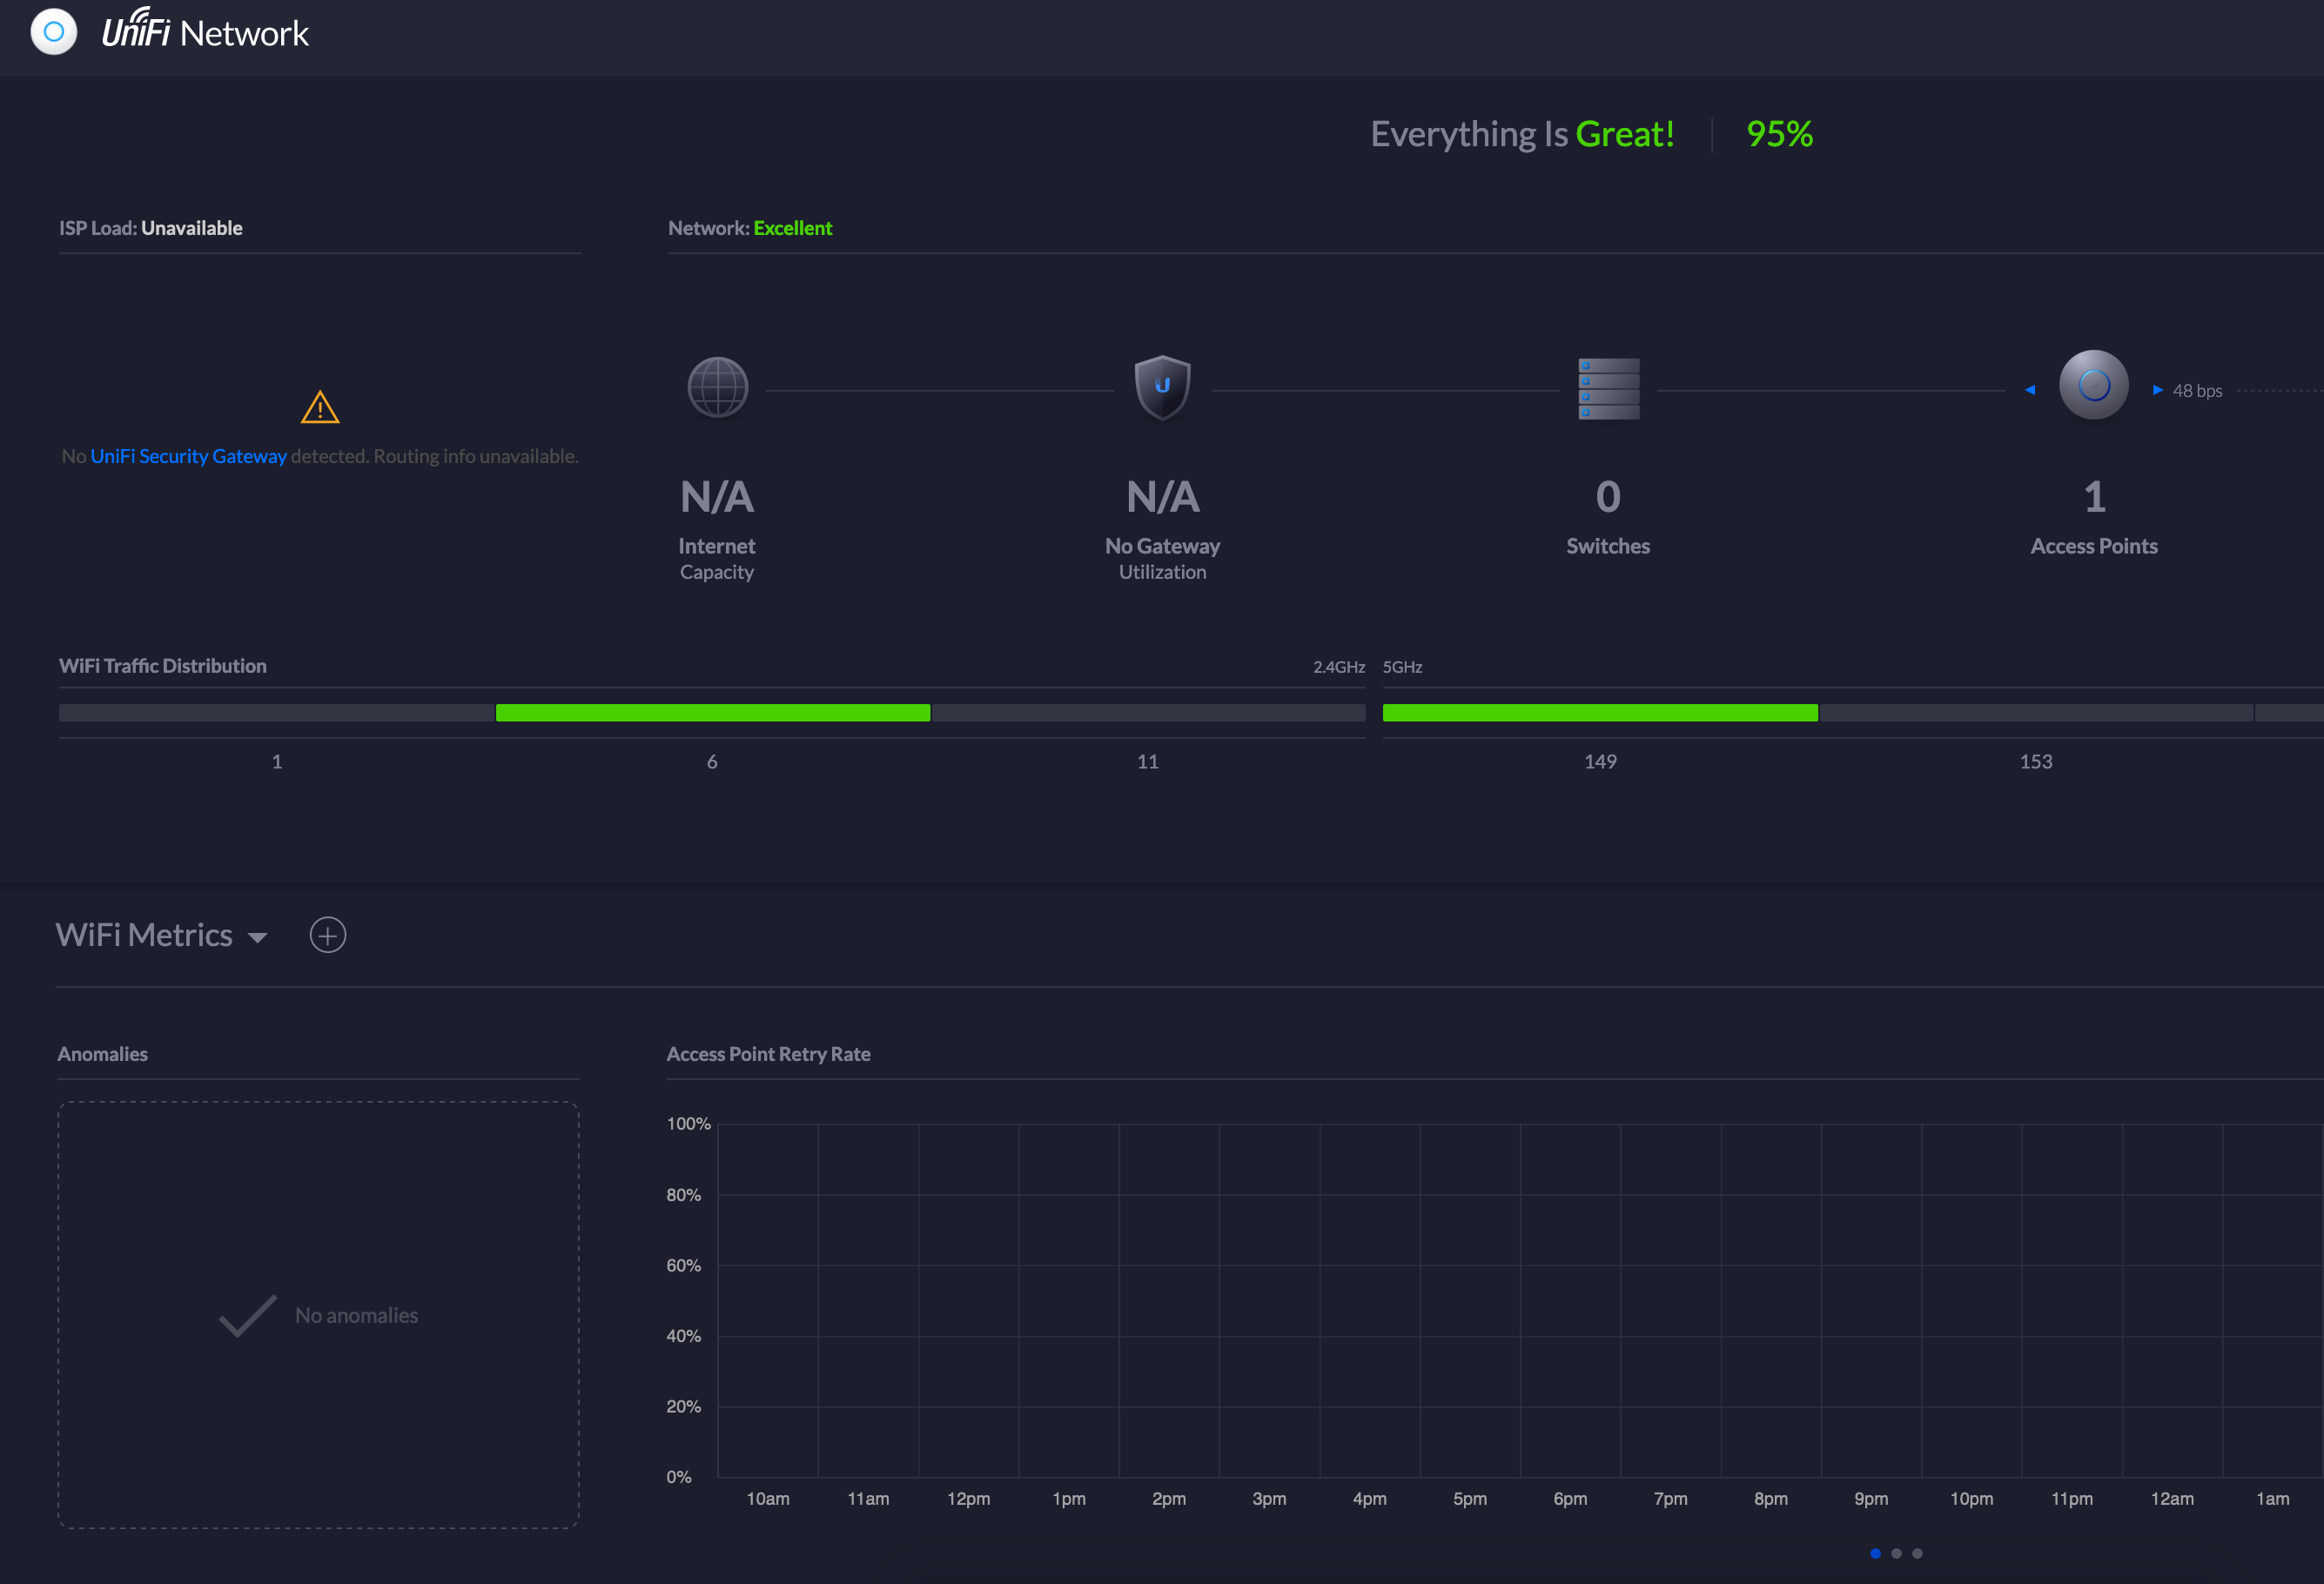 UniFi Network
Everything Is Great! 95%
ISP Load: Unavailable
Network: Excellent
48 bps
No UniFi Security Gateway detected. Routing info unavailable.
N/A
Internet
Capacity
N/A
No Gateway
Utilization
0
Switches
1
Access Points
WiFi Traffic Distribution
2.4GHz
5GHz
1
6
11
149
153
WiFi Metrics
Anomalies
No anomalies
Access Point Retry Rate
100%
80%
60%
40%
20%
0%
10am 11am 12pm 1pm 2pm 3pm 4pm 5pm 6pm 7pm 8pm 9pm 10pm 11pm 12am 1am